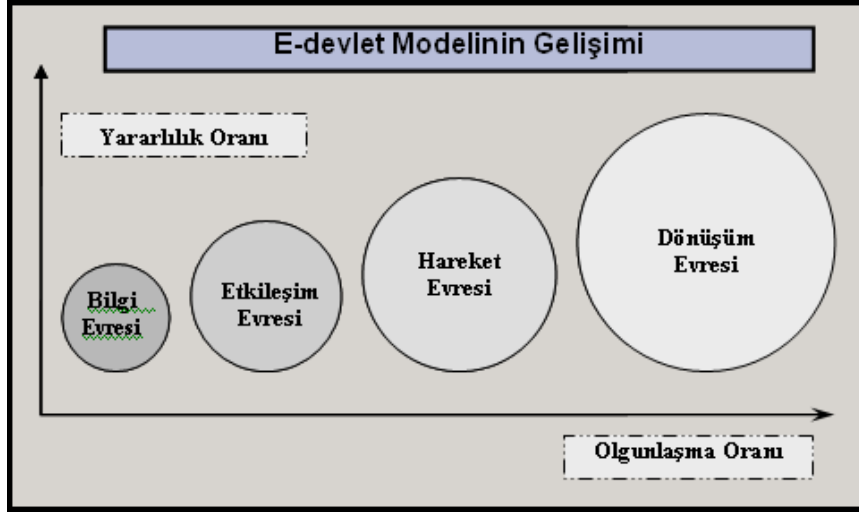 E-devlet Modelinin Gelişimi
Yararlılık Oranı
Bilgi
Evresi
Etkileşim
Evresi
Hareket
Evresi
Dönüşüm
Evresi
Olgunlaşma Oranı